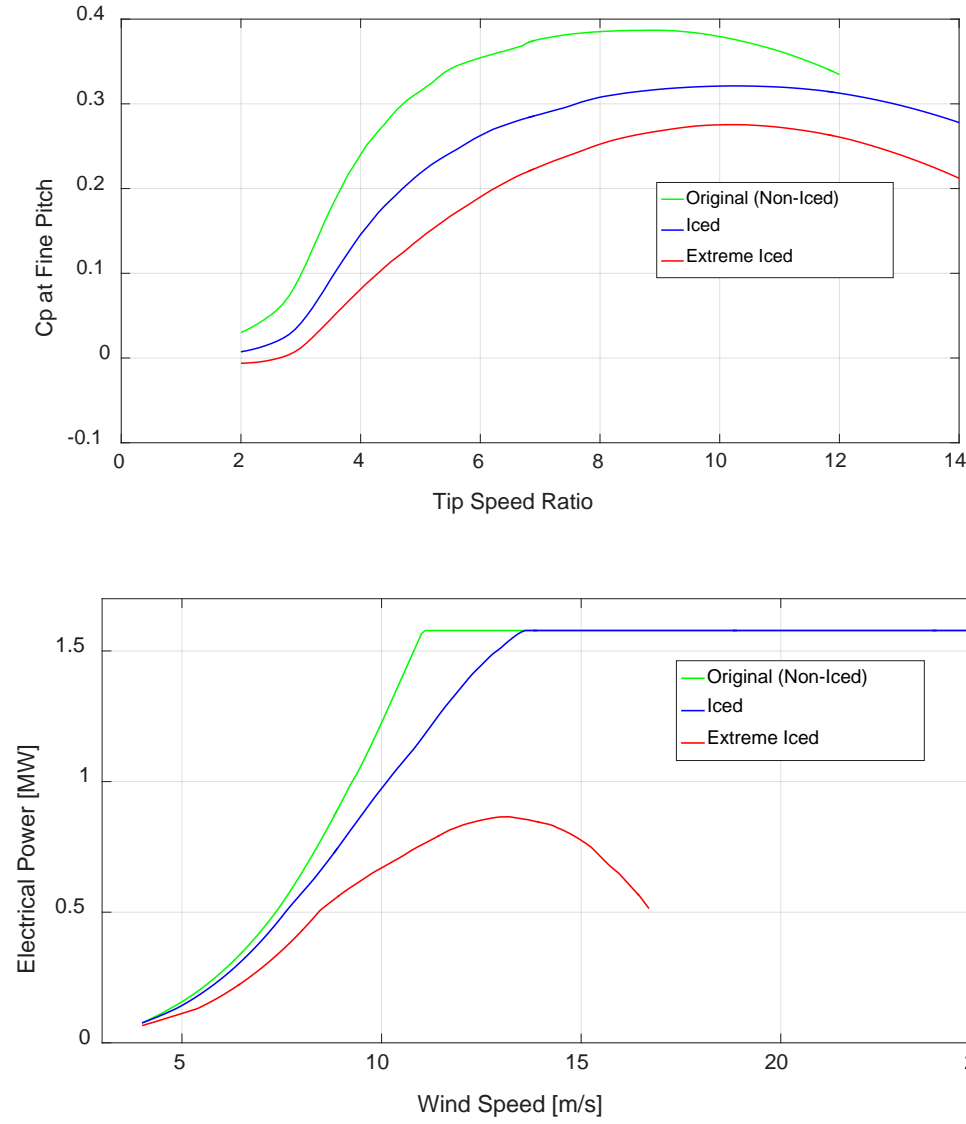 0.4
0.3
0.2
0.1
0
-0.1
Cp at Fine Pitch
Original (Non-Iced)
Iced
Extreme Iced
0 2 4 6 8 10 12 14
Tip Speed Ratio
1.5
1
0.5
0
Electrical Power [MW]
Original (Non-Iced)
Iced
Extreme Iced
5 10 15 20
Wind Speed [m/s]